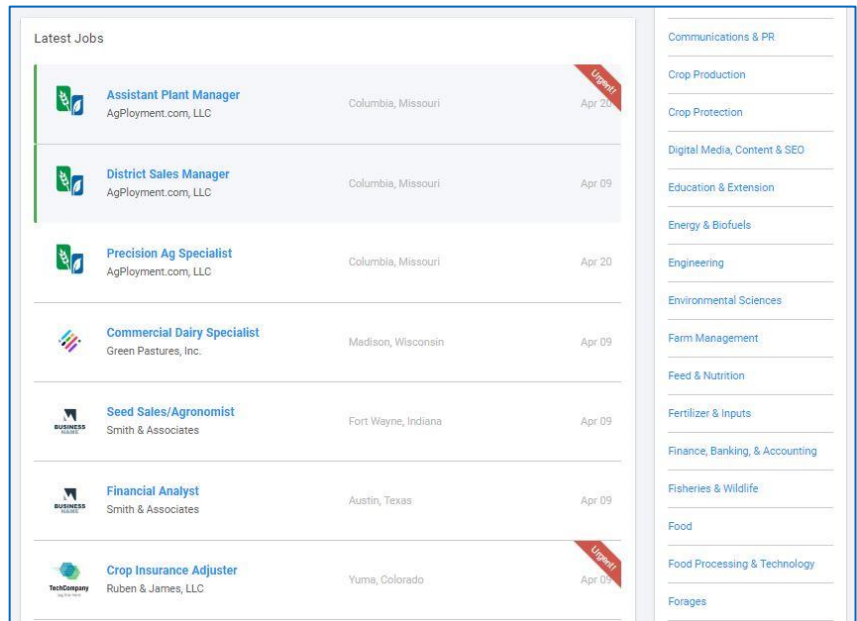 Latest Jobs
Urgent!
Assistant Plant Manager
AgPloyment.com, LLC
Columbia, Missouri
Apr 20
District Sales Manager
AgPloyment.com, LLC
Columbia, Missouri
Apr 09
Precision Ag Specialist
AgPloyment.com, LLC
Columbia, Missouri
Apr 20
Commercial Dairy Specialist
Green Pastures, Inc.
Madison, Wisconsin
Apr 09
BUSINESS
NAME
Seed Sales/Agronomist
Smith & Associates
Fort Wayne, Indiana
Apr 09
BUSINESS
NAME
Financial Analyst
Smith & Associates
Austin, Texas
Apr 09
Urgent!
TechCompany
Crop Insurance Adjuster
Ruben & James, LLC
Yuma, Colorado
Apr 09
Communications & PR
Crop Production
Crop Protection
Digital Media, Content & SEO
Education & Extension
Energy & Biofuels
Engineering
Environmental Sciences
Farm Management
Feed & Nutrition
Fertilizer & Inputs
Finance, Banking, & Accounting
Fisheries & Wildlife
Food
Food Processing & Technology
Forages